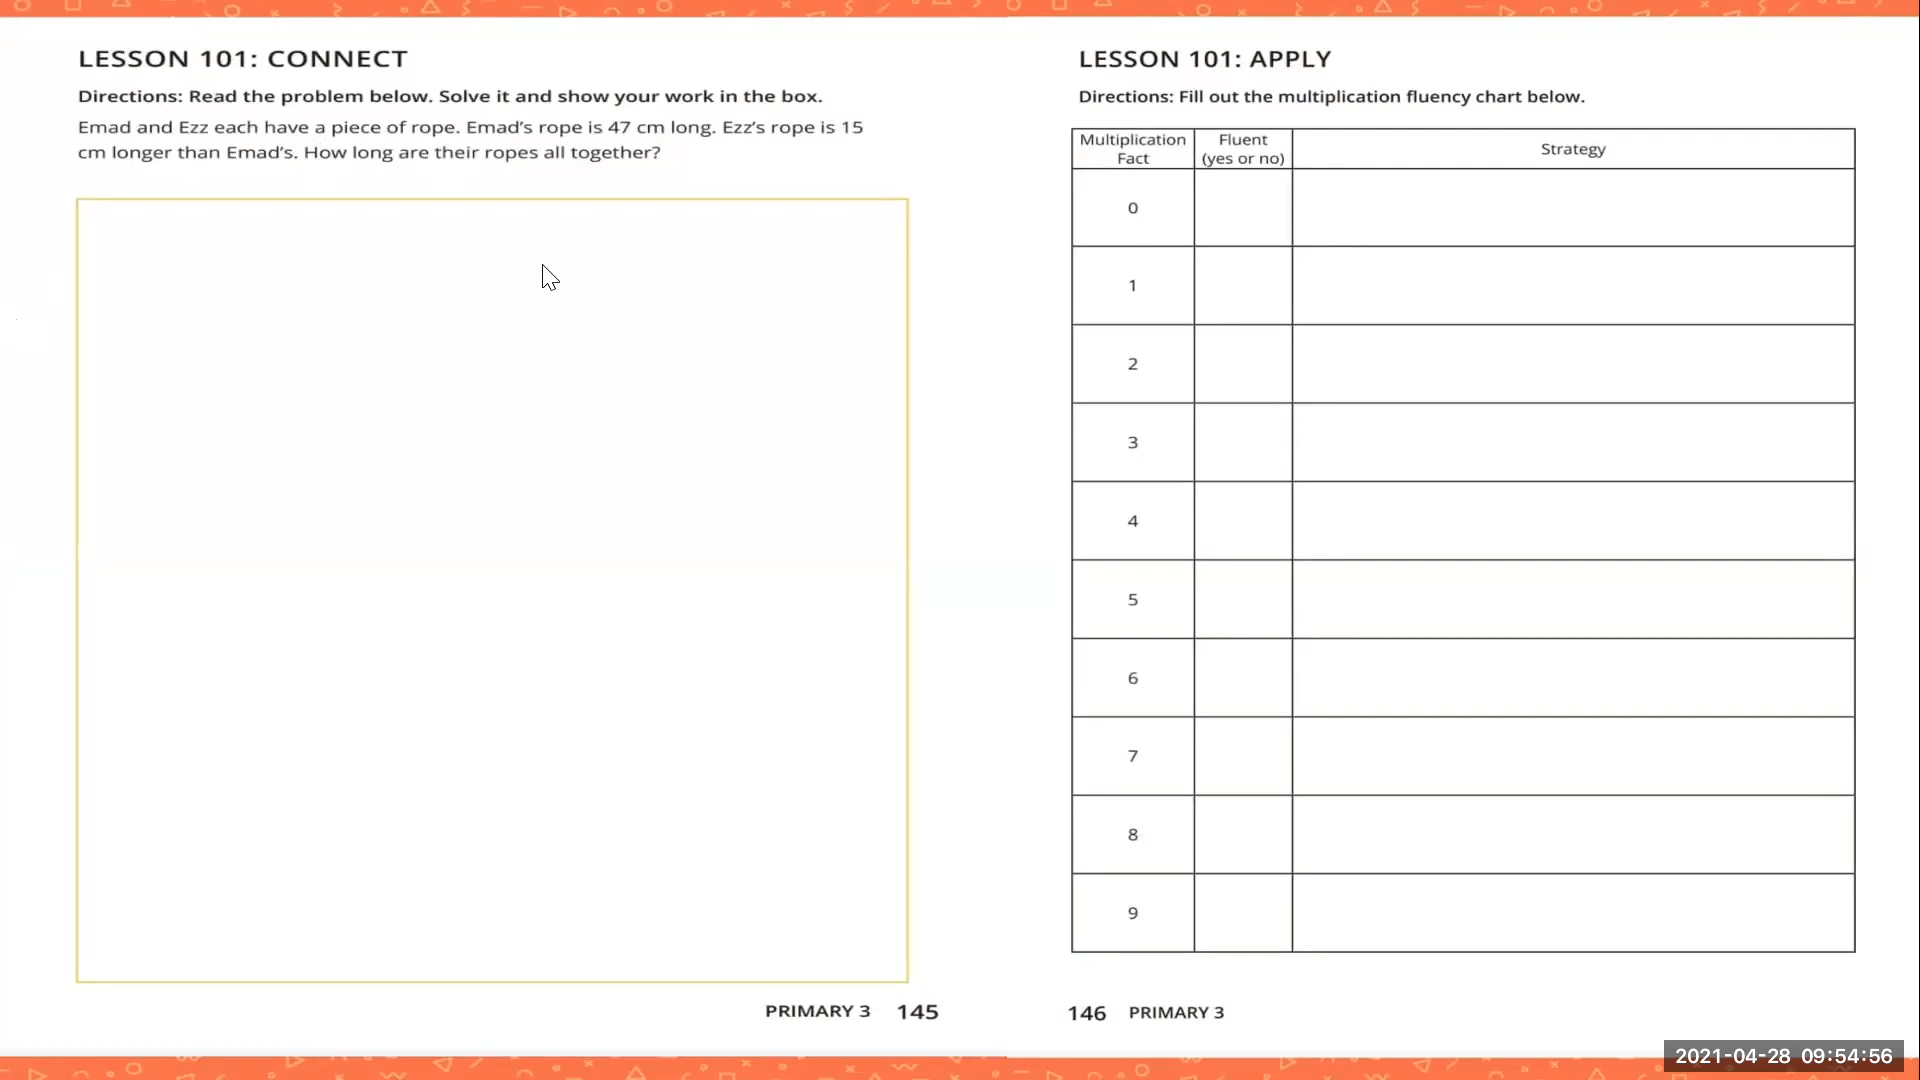 LESSON 101: CONNECT
Directions: Read the problem below. Solve it and show your work in the box.
Emad and Ezz each have a piece of rope. Emad’s rope is 47 cm long. Ezz’s rope is 15
cm longer than Emad’s. How long are their ropes all together?
PRIMARY 3 145
LESSON 101: APPLY
Directions: Fill out the multiplication fluency chart below.
Multiplication Fact
Fluent (yes or no)
Strategy
0
1
2
3
4
5
6
7
8
9
146 PRIMARY 3
2021-04-28 09:54:56